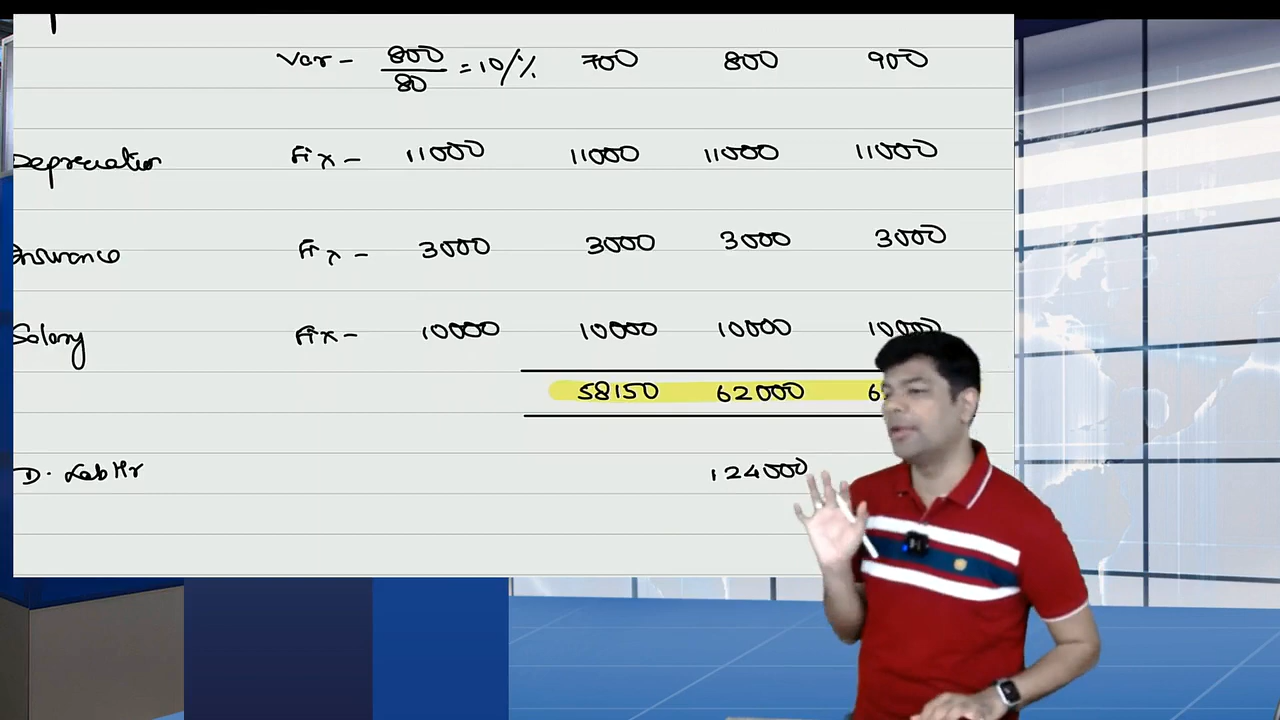 Var - 800/80 = 10/% 700 800 900
Depreciation Fix - 11000 11000 11000 11000
Insurance Fix - 3000 3000 3000 3000
Salary Fix - 10000 10000 10000 10000
58150 62000 6
D. Lab Hr 124000